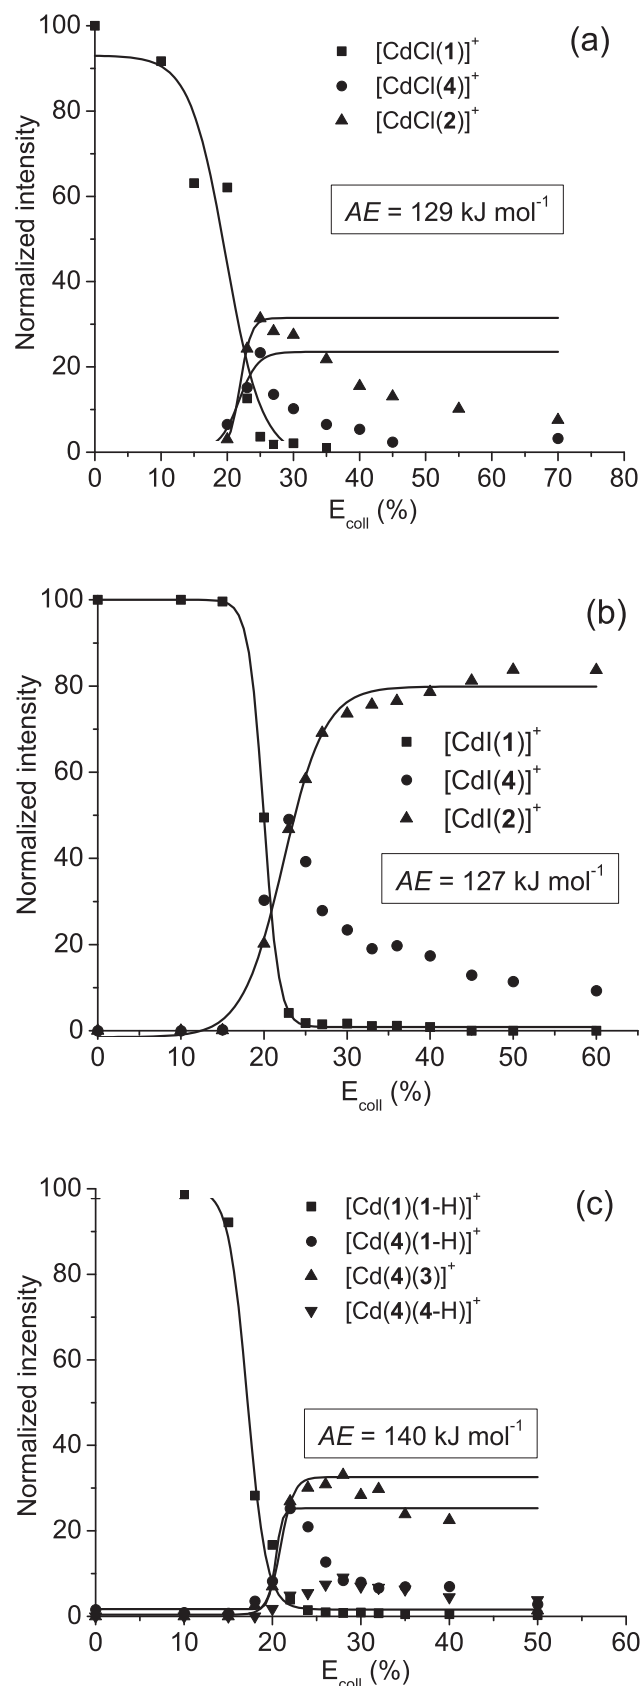 (a)
[CdCl(1)]+
[CdCl(4)]+
[CdCl(2)]+
AE = 129 kJ mol-1
Normalized intensity
100
80
60
40
20
0
0 10 20 30 40 50 60 70 80
Ecoll (%)
(b)
[CdI(1)]+
[CdI(4)]+
[CdI(2)]+
AE = 127 kJ mol-1
Normalized intensity
100
80
60
40
20
0
0 10 20 30 40 50 60
Ecoll (%)
(c)
[Cd(1)(1-H)]+
[Cd(4)(1-H)]+
[Cd(4)(3)]+
[Cd(4)(4-H)]+
AE = 140 kJ mol-1
Normalized inzensity
100
80
60
40
20
0
0 10 20 30 40 50 60
Ecoll (%)